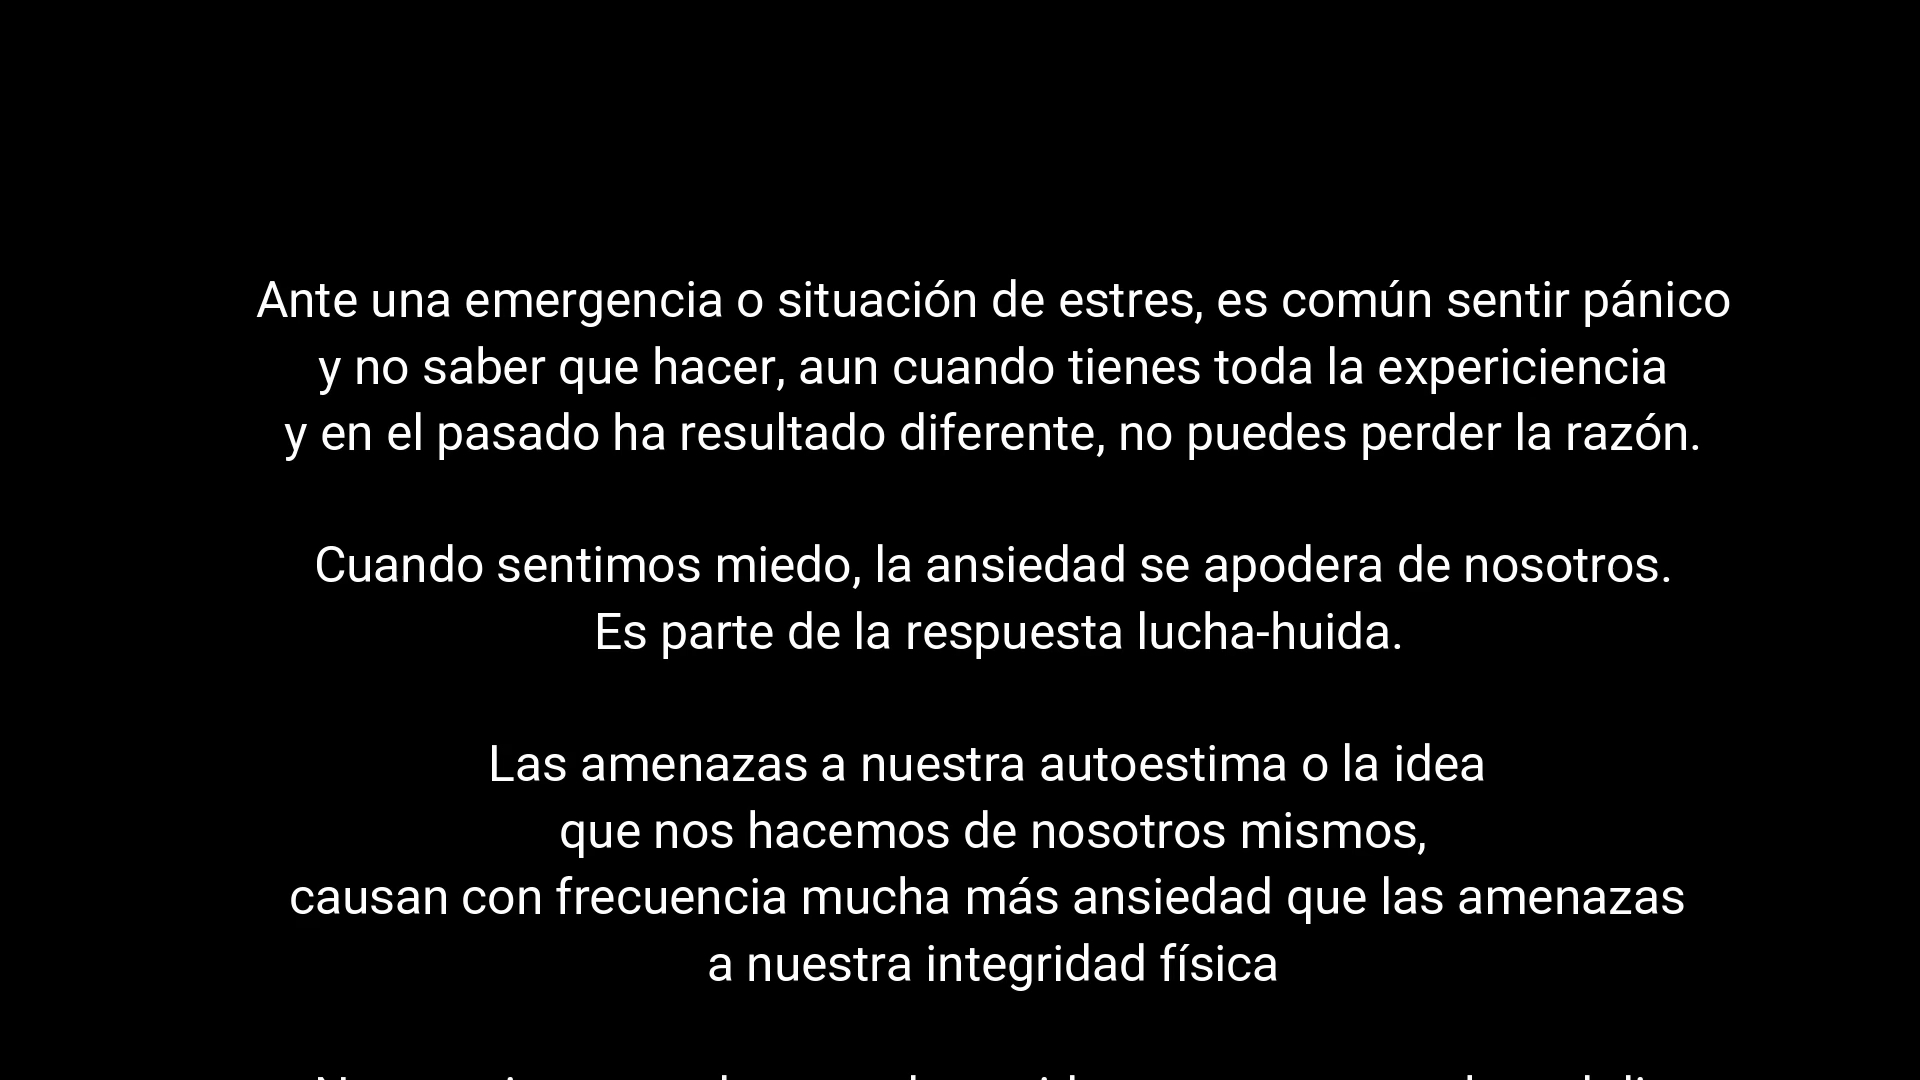 Ante una emergencia o situación de estres, es común sentir pánico
y no saber que hacer, aun cuando tienes toda la expericiencia
y en el pasado ha resultado diferente, no puedes perder la razón.
Cuando sentimos miedo, la ansiedad se apodera de nosotros.
Es parte de la respuesta lucha-huida.
Las amenazas a nuestra autoestima o la idea
que nos hacemos de nosotros mismos,
causan con frecuencia mucha más ansiedad que las amenazas
a nuestra integridad física